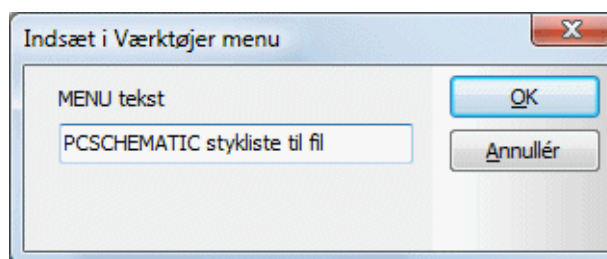 Indsæt i Værktøjer menu
MENU tekst
OK
PCSCHEMATIC stykliste til fil
Annullér